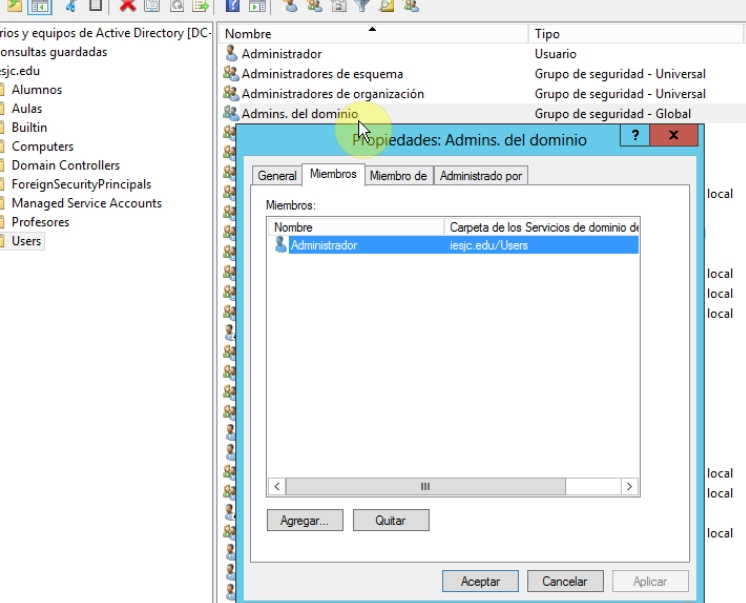 rios y equipos de Active Directory [DC-
onsultas guardadas
esjc.edu
Alumnos
Aulas
Builtin
Computers
Domain Controllers
ForeignSecurityPrincipals
Managed Service Accounts
Profesores
Users
Nombre Tipo
Administrador Usuario
Administradores de esquema Grupo de seguridad - Universal
Administradores de organización Grupo de seguridad - Universal
Admins. del dominio Grupo de seguridad - Global
Propiedades: Admins. del dominio ? x
General Miembros Miembro de Administrado por
Miembros:
Nombre Carpeta de los Servicios de dominio de
Administrador iesjc.edu/Users
Agregar... Quitar
Aceptar Cancelar Aplicar
local
local
local
local
local
local
local